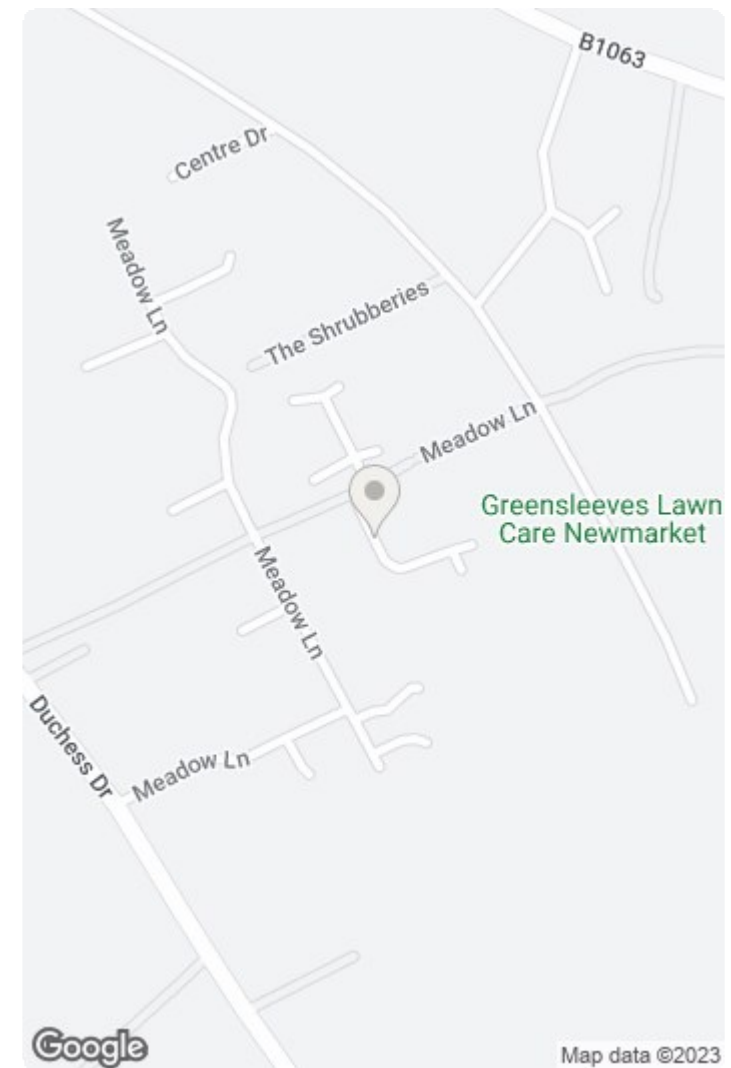 B1063
Centre Dr
Meadow Ln
The Shrubberies
Meadow Ln
Greensleeves Lawn
Care Newmarket
Meadow Ln
Duchess Dr
Meadow Ln
Google
Map data ©2023